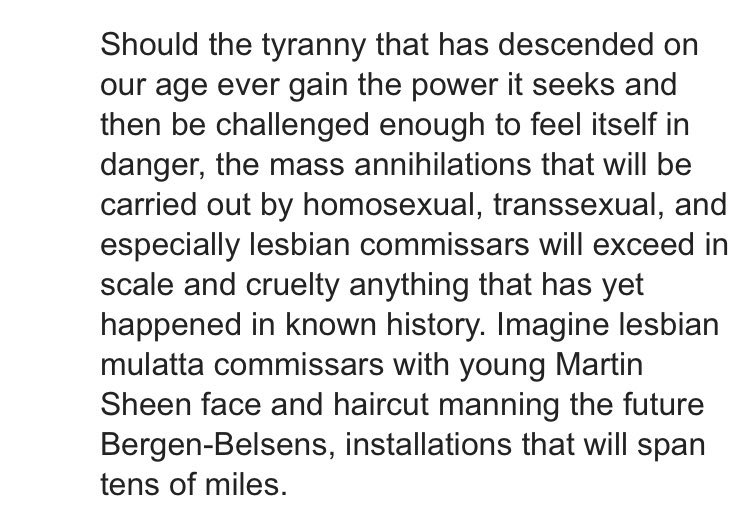 Should the tyranny that has descended on
our age ever gain the power it seeks and
then be challenged enough to feel itself in
danger, the mass annihilations that will be
carried out by homosexual, transsexual, and
especially lesbian commissars will exceed in
scale and cruelty anything that has yet
happened in known history. Imagine lesbian
mulatta commissars with young Martin
Sheen face and haircut manning the future
Bergen-Belsens, installations that will span
tens of miles.